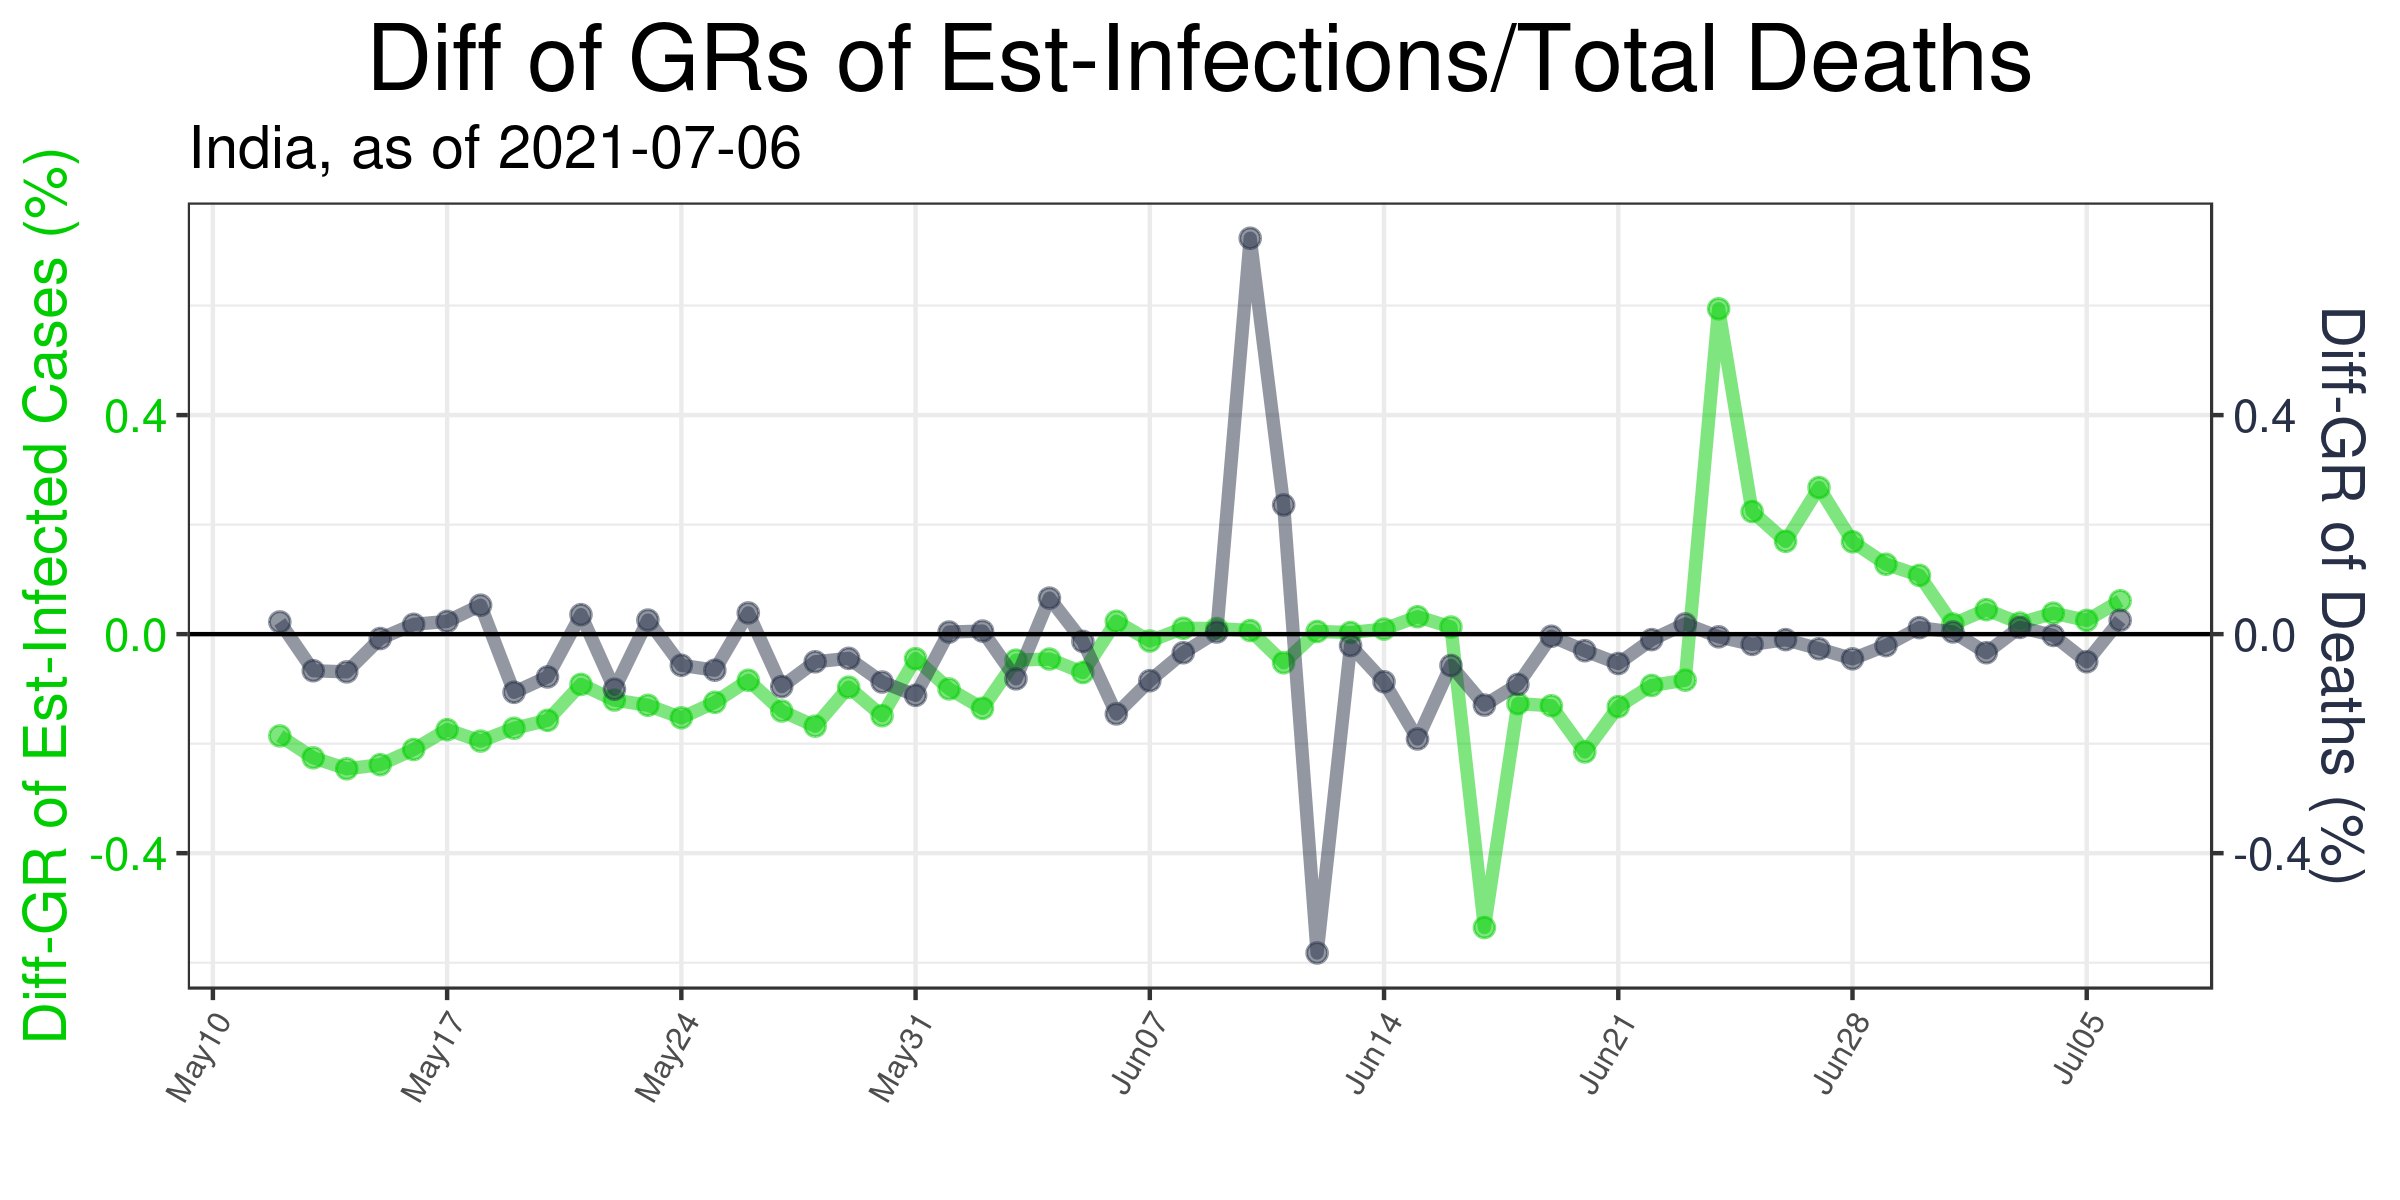 Diff of GRs of Est-Infections/Total Deaths
India, as of 2021-07-06
Diff-GR of Est-Infected Cases (%)
0.4
0.0
-0.4
0.4
0.0
-0.4
Diff-GR of Deaths (%)
May10
May17
May24
May31
Jun07
Jun14
Jun21
Jun28
Jul05